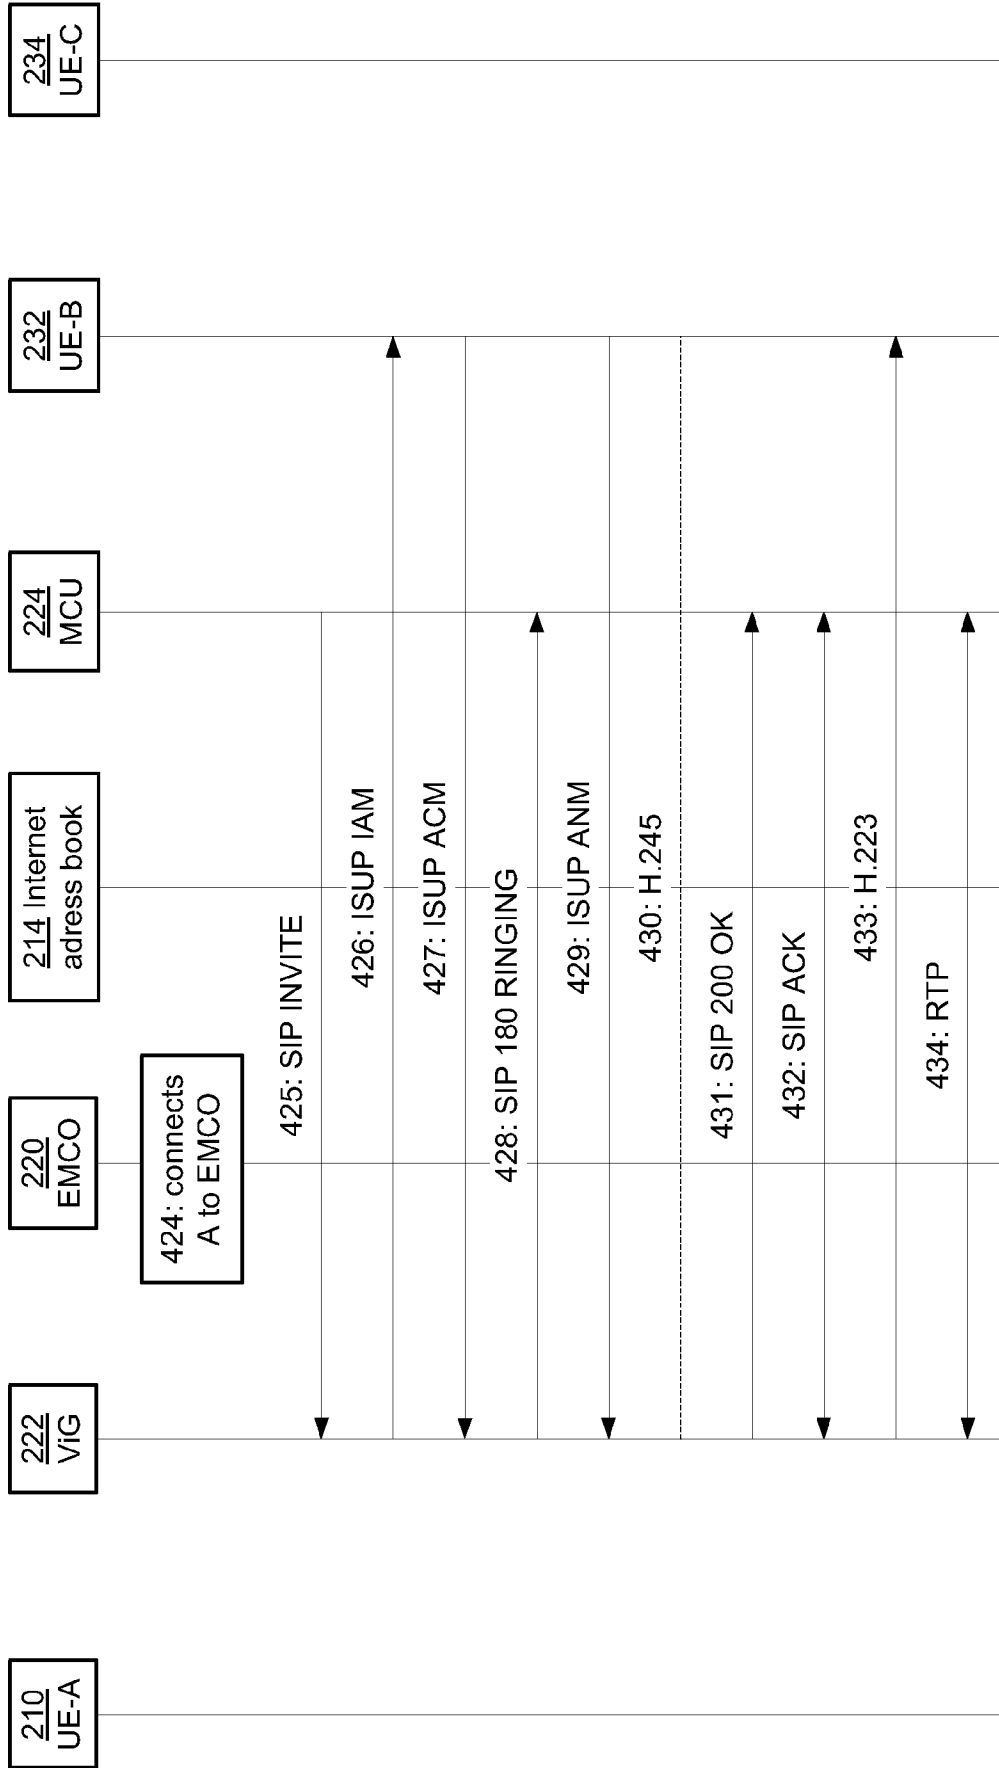 210
UE-A
222
ViG
220
EMCO
214 Internet
adress book
224
MCU
232
UE-B
234
UE-C
424: connects
A to EMCO
425: SIP INVITE
426: ISUP IAM
427: ISUP ACM
428: SIP 180 RINGING
429: ISUP ANM
430: H.245
431: SIP 200 OK
432: SIP ACK
433: H.223
434: RTP